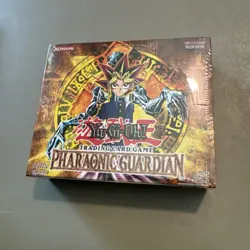 KONAMI
Yu-Gi-Oh!
TRADING CARD GAME
PHARAONIC GUARDIAN